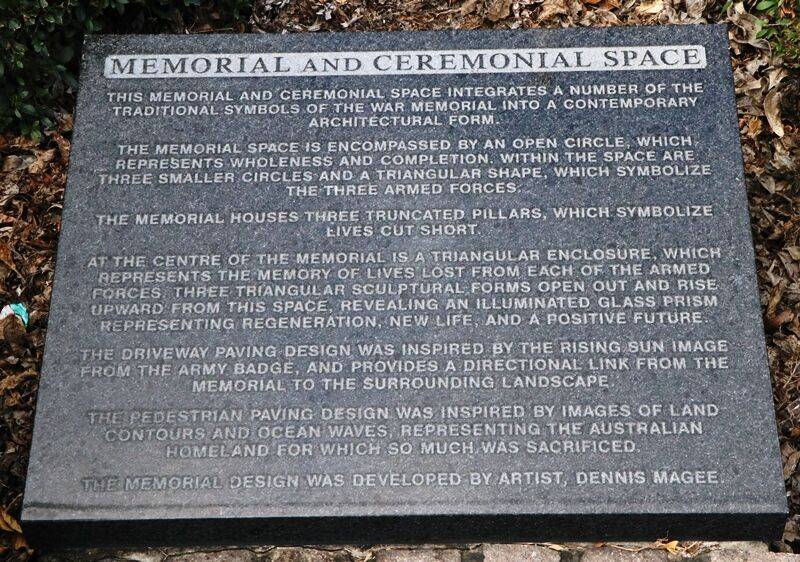 MEMORIAL AND CEREMONIAL SPACE
THIS MEMORIAL AND CEREMONIAL SPACE INTEGRATES A NUMBER OF THE
TRADITIONAL SYMBOLS OF THE WAR MEMORIAL INTO A CONTEMPORARY
ARCHITECTURAL FORM.
THE MEMORIAL SPACE IS ENCOMPASSED BY AN OPEN CIRCLE, WHICH
REPRESENTS WHOLENESS AND COMPLETION. WITHIN THE SPACE ARE
THREE SMALLER CIRCLES AND A TRIANGULAR SHAPE, WHICH SYMBOLIZE
THE THREE ARMED FORCES.
THE MEMORIAL HOUSES THREE TRUNCATED PILLARS, WHICH SYMBOLIZE
LIVES CUT SHORT.
AT THE CENTRE OF THE MEMORIAL IS A TRIANGULAR ENCLOSURE, WHICH
REPRESENTS THE MEMORY OF LIVES LOST FROM EACH OF THE ARMED
FORCES. THREE TRIANGULAR SCULPTURAL FORMS OPEN OUT AND RISE
UPWARD FROM THIS SPACE, REVEALING AN ILLUMINATED GLASS PRISM
REPRESENTING REGENERATION, NEW LIFE, AND A POSITIVE FUTURE.
THE DRIVEWAY PAVING DESIGN WAS INSPIRED BY THE RISING SUN IMAGE
FROM THE ARMY BADGE, AND PROVIDES A DIRECTIONAL LINK FROM THE
MEMORIAL TO THE SURROUNDING LANDSCAPE.
THE PEDESTRIAN PAVING DESIGN WAS INSPIRED BY IMAGES OF LAND
CONTOURS AND OCEAN WAVES, REPRESENTING THE AUSTRALIAN
HOMELAND FOR WHICH SO MUCH WAS SACRIFICED.
THE MEMORIAL DESIGN WAS DEVELOPED BY ARTIST, DENNIS MAGEE.